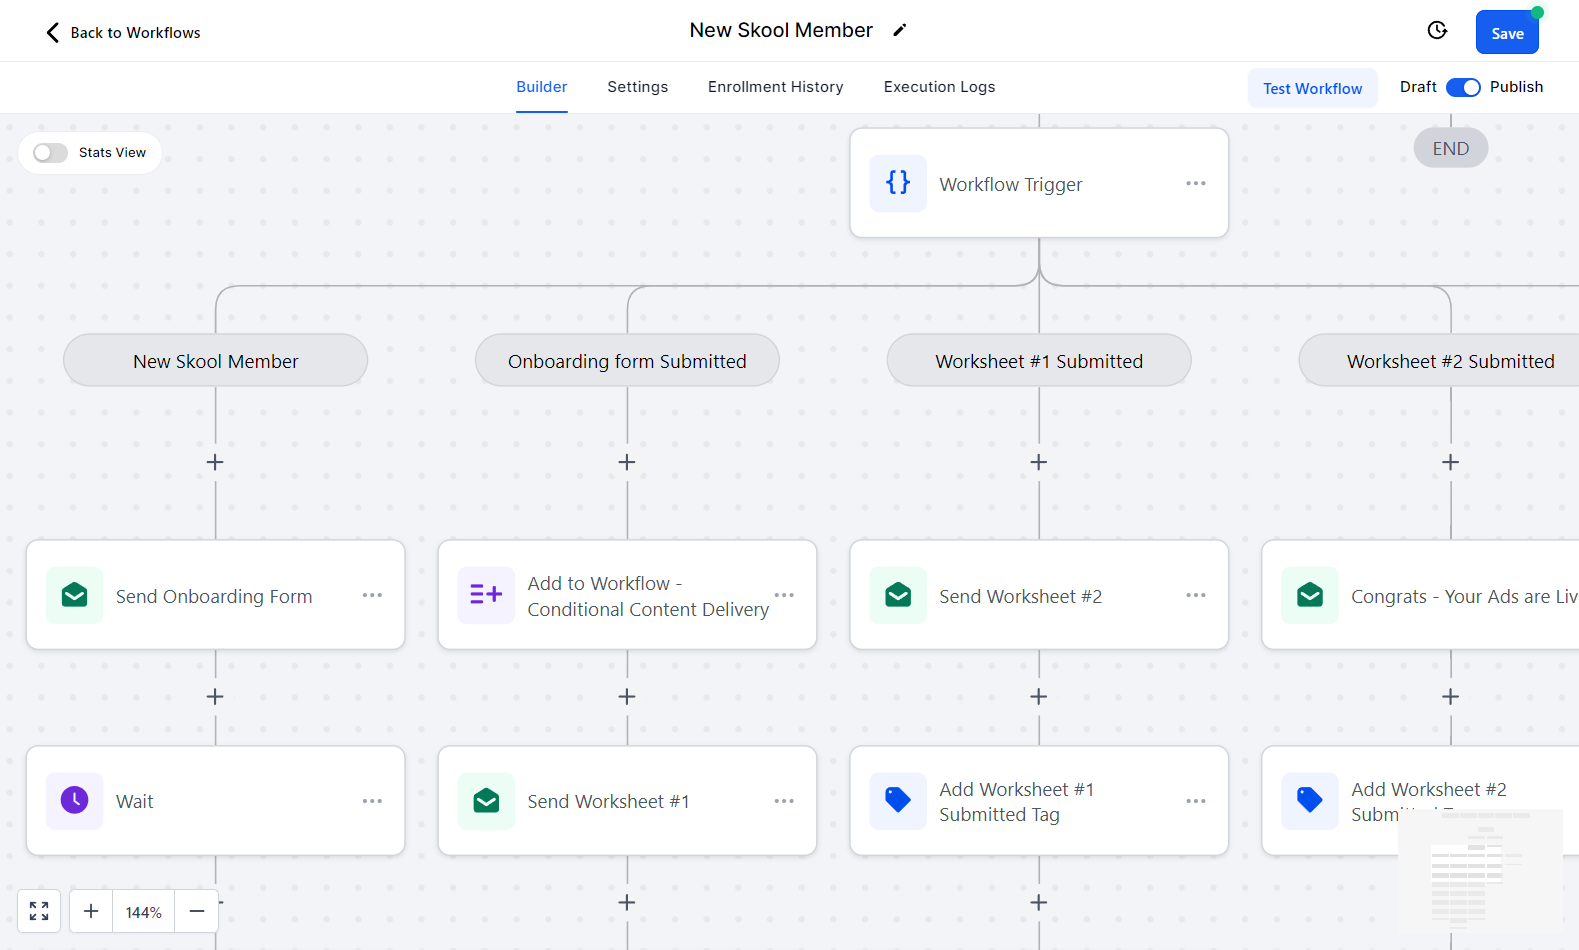 Back to Workflows
New Skool Member
Save
Builder
Settings
Enrollment History
Execution Logs
Test Workflow
Draft
Publish
Stats View
Workflow Trigger
END
New Skool Member
Onboarding form Submitted
Worksheet #1 Submitted
Worksheet #2 Submitted
Send Onboarding Form
Add to Workflow -
Conditional Content Delivery
Send Worksheet #2
Congrats - Your Ads are Liv
Wait
Send Worksheet #1
Add Worksheet #1
Submitted Tag
Add Worksheet #2
144%